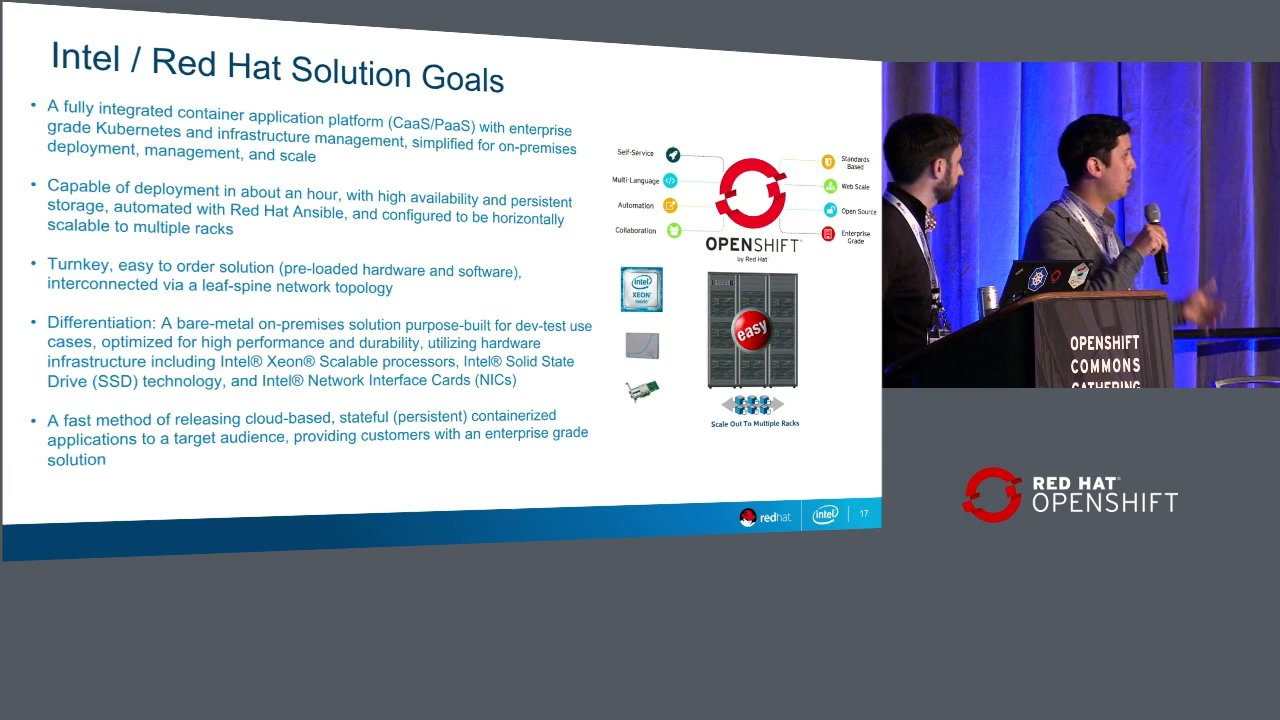 Intel / Red Hat Solution Goals
• A fully integrated container application platform (CaaS/PaaS) with enterprise
grade Kubernetes and infrastructure management, simplified for on-premises
deployment, management, and scale
• Capable of deployment in about an hour, with high availability and persistent
storage, automated with Red Hat Ansible, and configured to be horizontally
scalable to multiple racks
• Turnkey, easy to order solution (pre-loaded hardware and software),
interconnected via a leaf-spine network topology
• Differentiation: A bare-metal on-premises solution purpose-built for dev-test use
cases, optimized for high performance and durability, utilizing hardware
infrastructure including Intel® Xeon® Scalable processors, Intel® Solid State
Drive (SSD) technology, and Intel® Network Interface Cards (NICs)
• A fast method of releasing cloud-based, stateful (persistent) containerized
applications to a target audience, providing customers with an enterprise grade
solution
Self-Service
Multi-Language
Automation
Collaboration
Standards
Based
Web Scale
Open Source
Enterprise
Grade
OPENSHIFT
by Red Hat
intel
XEON
inside
easy
Scale Out To Multiple Racks
redhat
intel
17
OPENSHIFT
COMMONS
GATHERING
RED HAT
OPENSHIFT